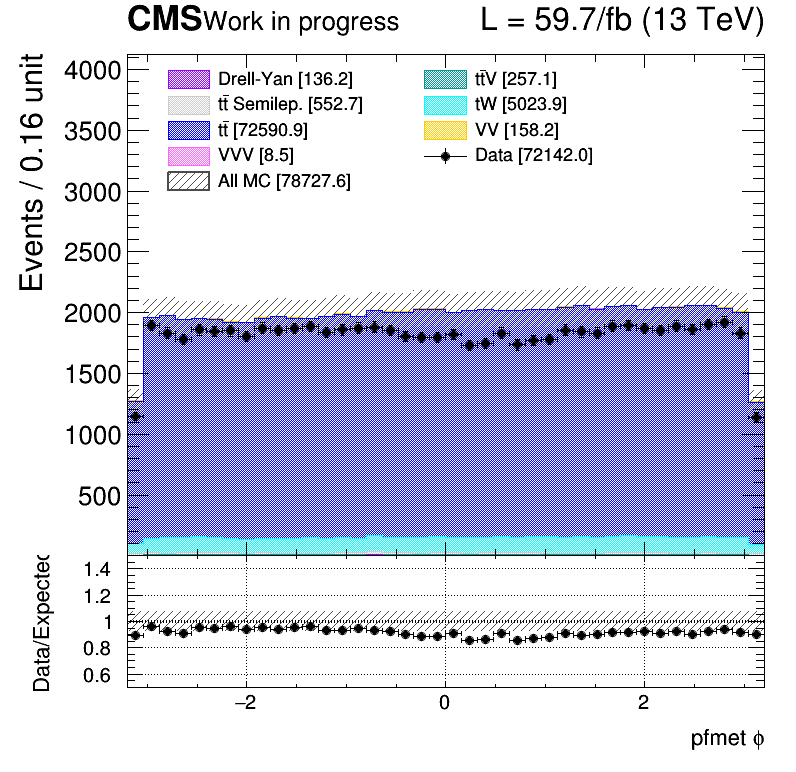 CMS Work in progress L = 59.7/fb (13 TeV)
Events / 0.16 unit
4000
3500
3000
2500
2000
1500
1000
500
Drell-Yan [136.2]
tt̄ Semilep. [552.7]
tt̄ [72590.9]
VVV [8.5]
All MC [78727.6]
tt̄V [257.1]
tW [5023.9]
VV [158.2]
Data [72142.0]
Data/Expected
1.4
1.2
1
0.8
0.6
−2 0 2
pfmet ϕ